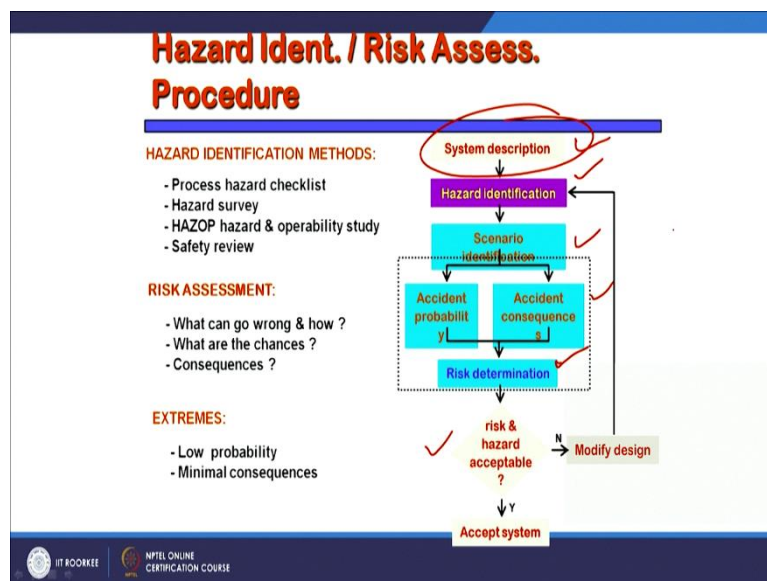 Hazard Ident. / Risk Assess.
Procedure
HAZARD IDENTIFICATION METHODS:
- Process hazard checklist
- Hazard survey
- HAZOP hazard & operability study
- Safety review
RISK ASSESSMENT:
- What can go wrong & how ?
- What are the chances ?
- Consequences ?
EXTREMES:
- Low probability
- Minimal consequences
System description
Hazard identification
Scenario
identification
Accident
probabilit
y
Accident
consequence
s
Risk determination
risk &
hazard
acceptable
?
N
Modify design
Y
Accept system
IIT ROORKEE
NPTEL ONLINE
CERTIFICATION COURSE